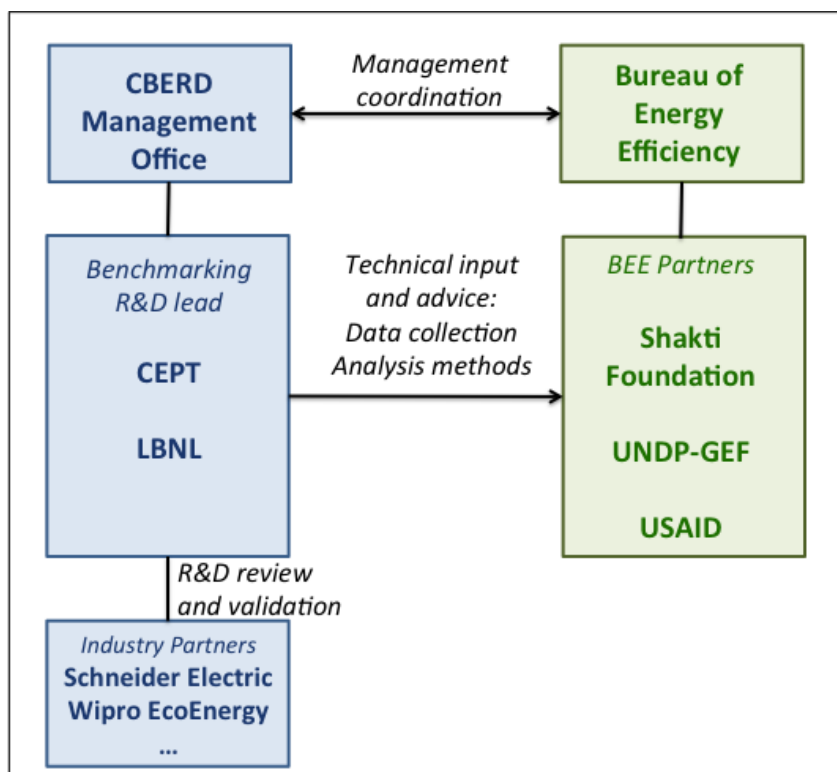 CBERD
Management
Office
Management
coordination
Bureau of
Energy
Efficiency
Benchmarking
R&D lead
CEPT
LBNL
Technical input
and advice:
Data collection
Analysis methods
BEE Partners
Shakti
Foundation
UNDP-GEF
USAID
R&D review
and validation
Industry Partners
Schneider Electric
Wipro EcoEnergy
...